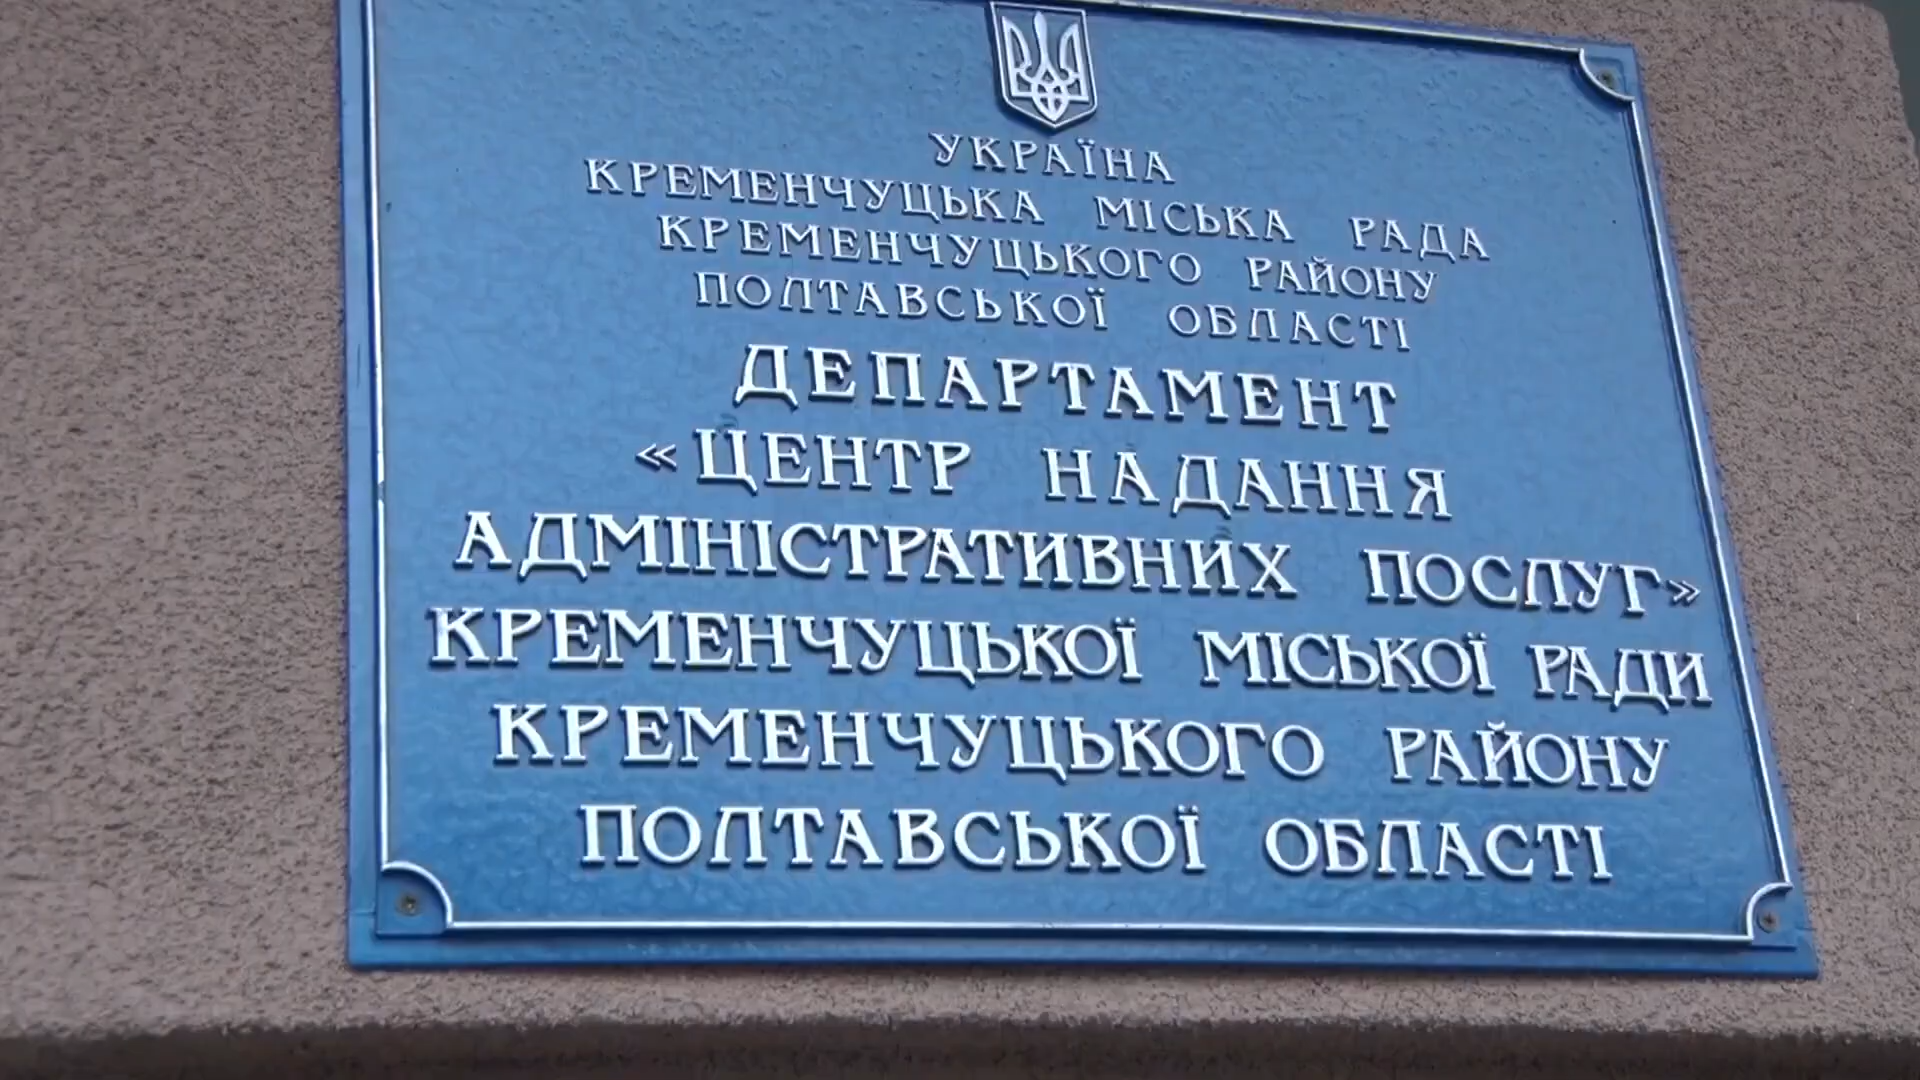 УКРАЇНА
КРЕМЕНЧУЦЬКА МІСЬКА РАДА
КРЕМЕНЧУЦЬКОГО РАЙОНУ
ПОЛТАВСЬКОЇ ОБЛАСТІ
ДЕПАРТАМЕНТ
«ЦЕНТР НАДАННЯ
АДМІНІСТРАТИВНИХ ПОСЛУГ»
КРЕМЕНЧУЦЬКОЇ МІСЬКОЇ РАДИ
КРЕМЕНЧУЦЬКОГО РАЙОНУ
ПОЛТАВСЬКОЇ ОБЛАСТІ